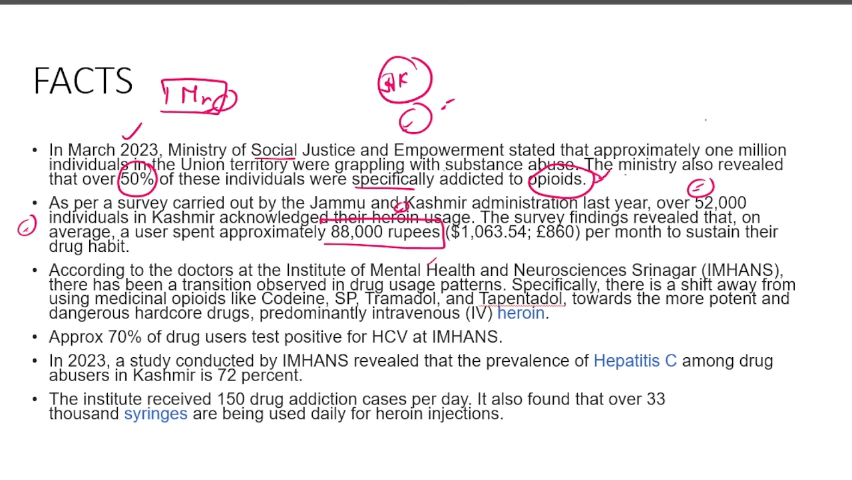 FACTS
1 Mr
JK
• In March 2023, Ministry of Social Justice and Empowerment stated that approximately one million
individuals in the Union territory were grappling with substance abuse. The ministry also revealed
that over 50% of these individuals were specifically addicted to opioids.
• As per a survey carried out by the Jammu and Kashmir administration last year, over 52,000
individuals in Kashmir acknowledged their heroin usage. The survey findings revealed that, on
average, a user spent approximately 88,000 rupees ($1,063.54; £860) per month to sustain their
drug habit.
• According to the doctors at the Institute of Mental Health and Neurosciences Srinagar (IMHANS),
there has been a transition observed in drug usage patterns. Specifically, there is a shift away from
using medicinal opioids like Codeine, SP, Tramadol, and Tapentadol, towards the more potent and
dangerous hardcore drugs, predominantly intravenous (IV) heroin.
• Approx 70% of drug users test positive for HCV at IMHANS.
• In 2023, a study conducted by IMHANS revealed that the prevalence of Hepatitis C among drug
abusers in Kashmir is 72 percent.
• The institute received 150 drug addiction cases per day. It also found that over 33
thousand syringes are being used daily for heroin injections.